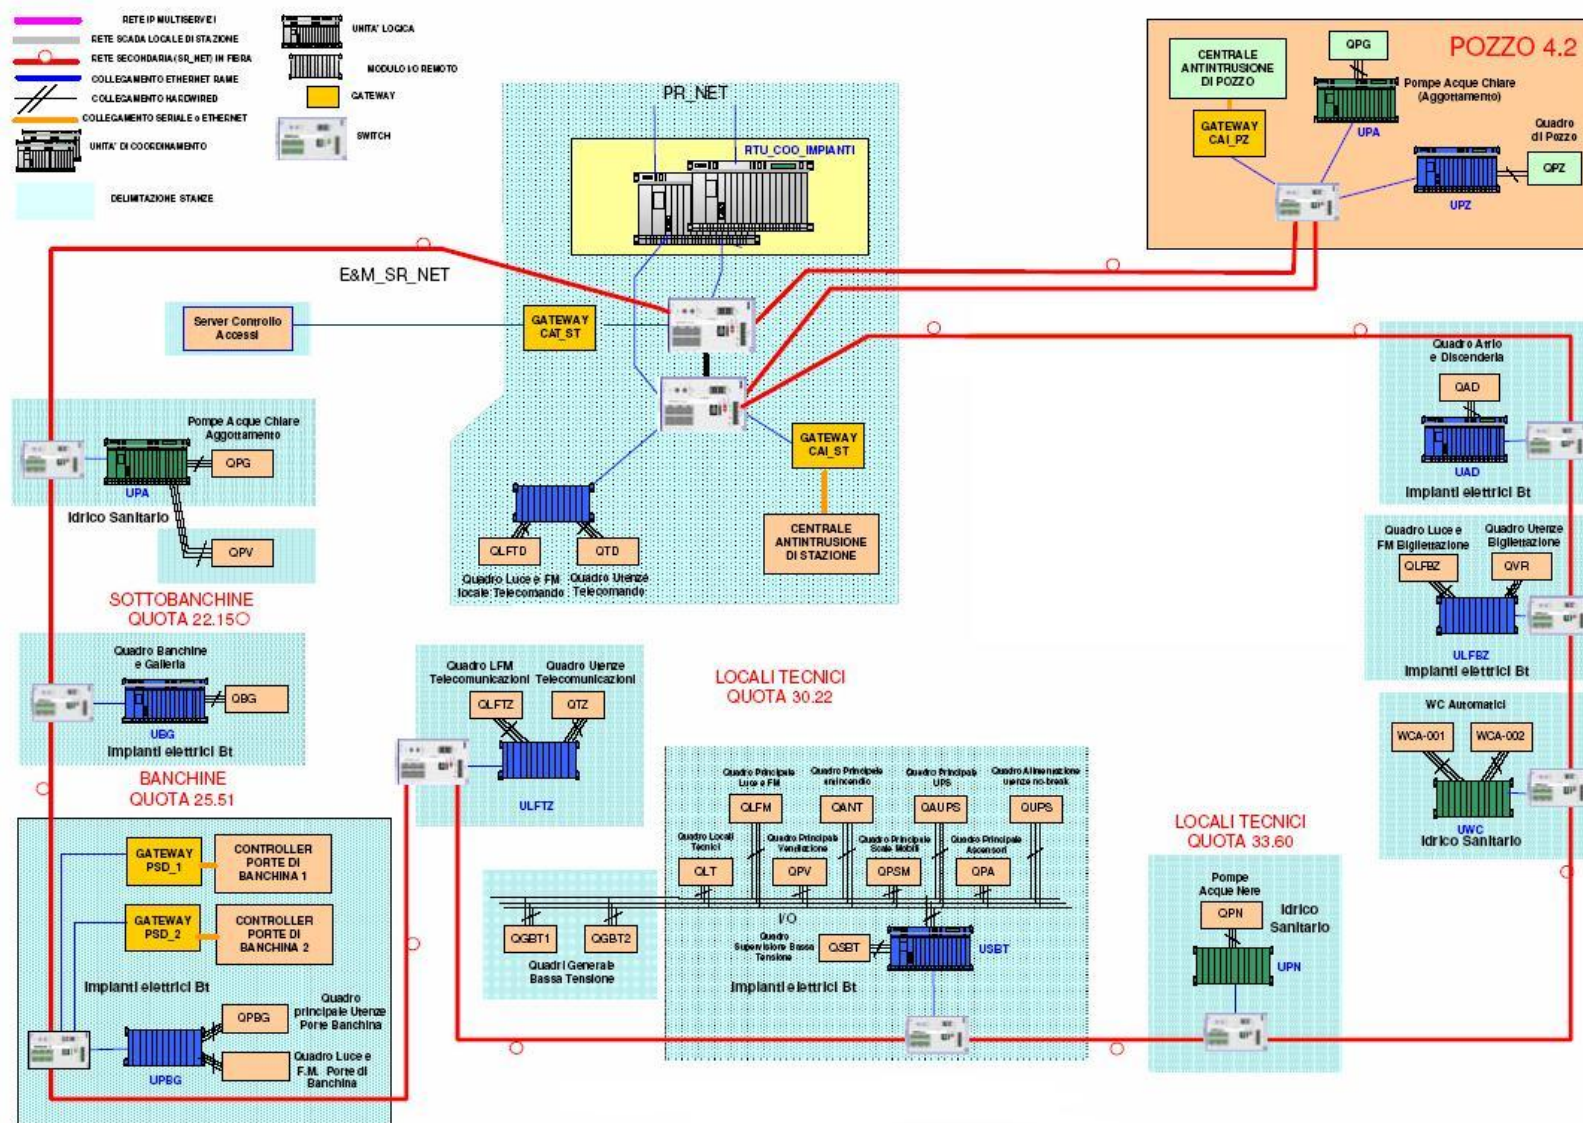 RETE IP MULTISERVIZI
RETE SCADA LOCALE DI STAZIONE
RETE SECONDARIA (SR_NET) IN FIBRA
COLLEGAMENTO ETHERNET RAME
COLLEGAMENTO HARDWIRED
COLLEGAMENTO SERIALE o ETHERNET
UNITA' DI COORDINAMENTO
DELIMITAZIONE STANZE
UNITA' LOGICA
MODULO I/O REMOTO
GATEWAY
SWITCH
PR_NET
RTU_COO_IMPIANTI
E&M_SR_NET
Server Controllo
Accessi
GATEWAY
CAT_ST
GATEWAY
CAI_ST
CENTRALE
ANTINTRUSIONE
DI STAZIONE
QLFTD
QTD
Quadro Luce e FM
locale Telecomando
Quadro Utenze
Telecomando
POZZO 4.2
CENTRALE
ANTINTRUSIONE
DI POZZO
GATEWAY
CAI_PZ
QPG
Pompe Acque Chiare
(Aggottamento)
UPA
Quadro
di Pozzo
QPZ
UPZ
Pompe Acque Chiare
Aggottamento
QPG
UPA
Idrico Sanitario
QPV
SOTTOBANCHINE
QUOTA 22.15
Quadro Banchine
e Galleria
QBG
UBG
Impianti elettrici Bt
BANCHINE
QUOTA 25.51
GATEWAY
PSD_1
CONTROLLER
PORTE DI
BANCHINA 1
GATEWAY
PSD_2
CONTROLLER
PORTE DI
BANCHINA 2
Impianti elettrici Bt
QPBG
Quadro
principale Utenze
Porte Banchina
Quadro Luce e
F.M. Porte di
Banchina
UPBG
Quadro LFM
Telecomunicazioni
Quadro Utenze
Telecomunicazioni
QLFTZ
QTZ
ULFTZ
LOCALI TECNICI
QUOTA 30.22
Quadro Principale
Luce e FM
Quadro Principale
antincendio
Quadro Principale
UPS
Quadro Alimentazione
utenze no-break
QLFM
QANT
QAUPS
QUPS
Quadro Locali
Tecnici
Quadro Principale
Ventilazione
Quadro Principale
Scale Mobili
Quadro Principale
Ascensori
QLT
QPV
QPSM
QPA
QGBT1
QGBT2
Quadri Generale
Bassa Tensione
I/O
Quadro
Supervisione Bassa
Tensione
QSBT
USBT
Impianti elettrici Bt
LOCALI TECNICI
QUOTA 33.60
Pompe
Acque Nere
QPN
Idrico
Sanitario
UPN
Quadro Atrio
e Discenderia
QAD
UAD
Impianti elettrici Bt
Quadro Luce e
FM Bigliettazione
Quadro Utenze
Bigliettazione
QLFBZ
QVR
ULFBZ
Impianti elettrici Bt
WC Automatici
WCA-001
WCA-002
UWC
Idrico Sanitario